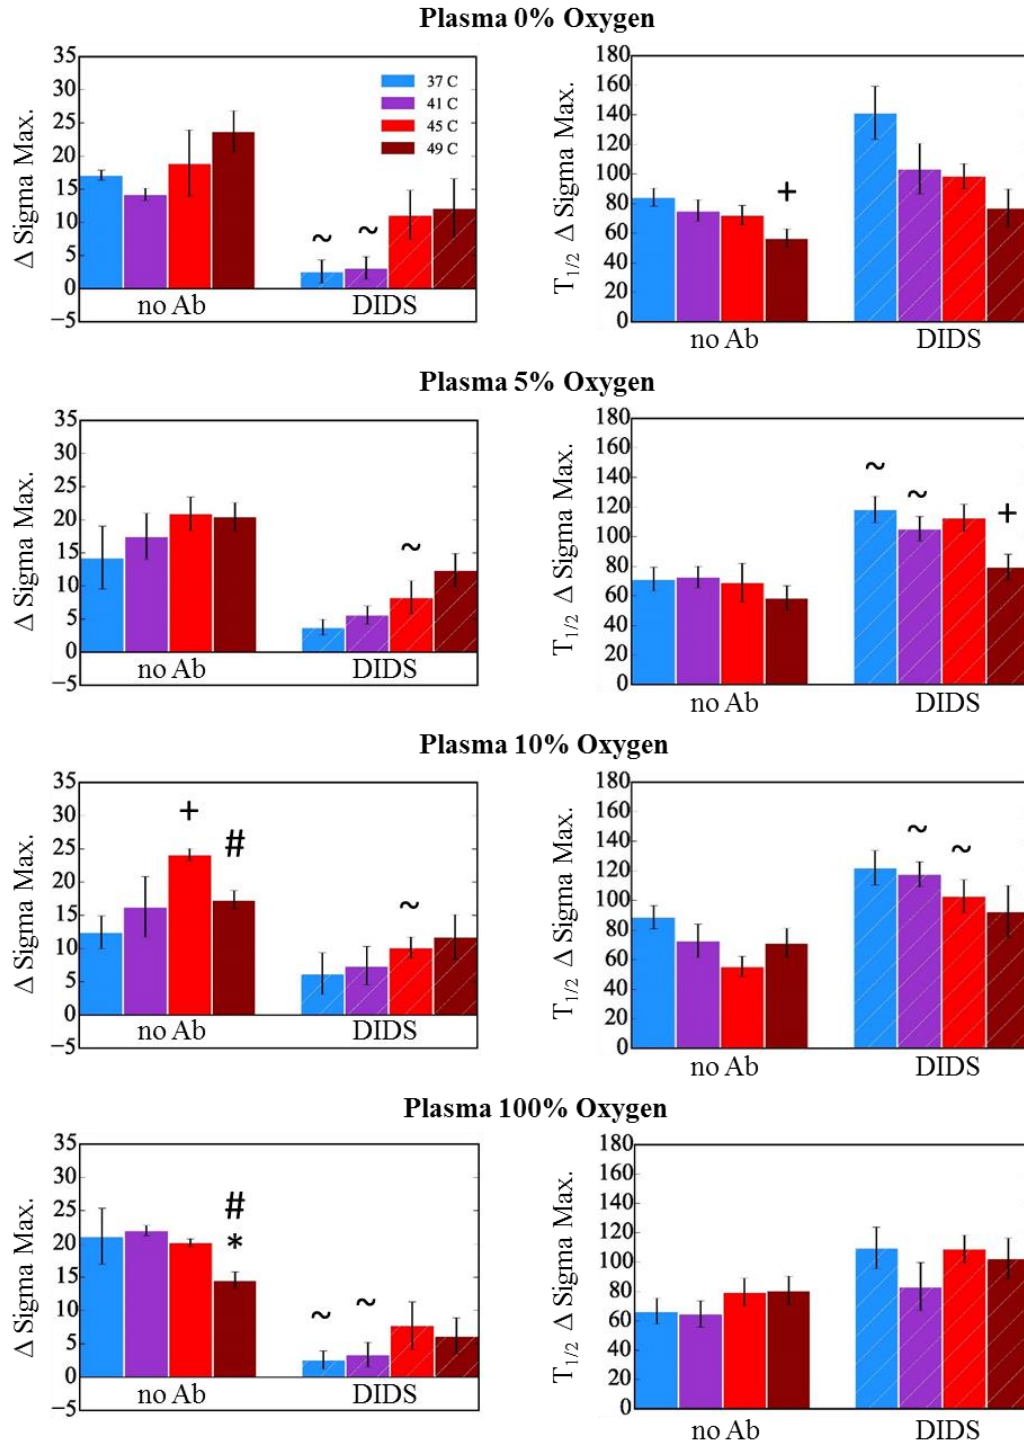 Plasma 0% Oxygen
Δ Sigma Max.
35
30
25
20
15
10
5
0
−5
37 C
41 C
45 C
49 C
~
~
no Ab
DIDS
T1/2 Δ Sigma Max.
180
160
140
120
100
80
60
40
20
0
+
no Ab
DIDS
Plasma 5% Oxygen
Δ Sigma Max.
35
30
25
20
15
10
5
0
−5
~
no Ab
DIDS
T1/2 Δ Sigma Max.
180
160
140
120
100
80
60
40
20
0
~
~
+
no Ab
DIDS
Plasma 10% Oxygen
Δ Sigma Max.
35
30
25
20
15
10
5
0
−5
+
#
~
no Ab
DIDS
T1/2 Δ Sigma Max.
180
160
140
120
100
80
60
40
20
0
~
~
no Ab
DIDS
Plasma 100% Oxygen
Δ Sigma Max.
35
30
25
20
15
10
5
0
−5
#
*
~
~
no Ab
DIDS
T1/2 Δ Sigma Max.
180
160
140
120
100
80
60
40
20
0
no Ab
DIDS